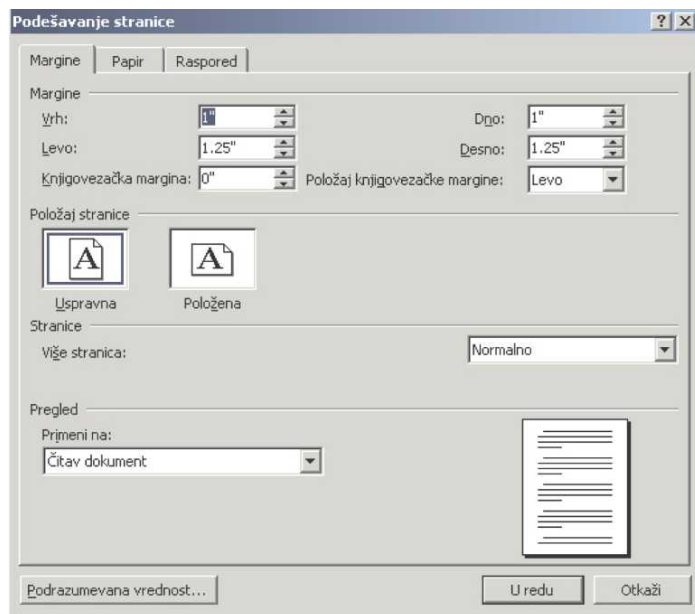 Podešavanje stranice
Margine Papir Raspored
Margine
Vrh: 1" Dno: 1"
Levo: 1.25" Desno: 1.25"
Knjigovezačka margina: 0" Položaj knjigovezačke margine: Levo
Položaj stranice
A A
Uspravna Položena
Stranice
Više stranica: Normalno
Pregled
Primeni na:
Čitav dokument
Podrazumevana vrednost... U redu Otkaži